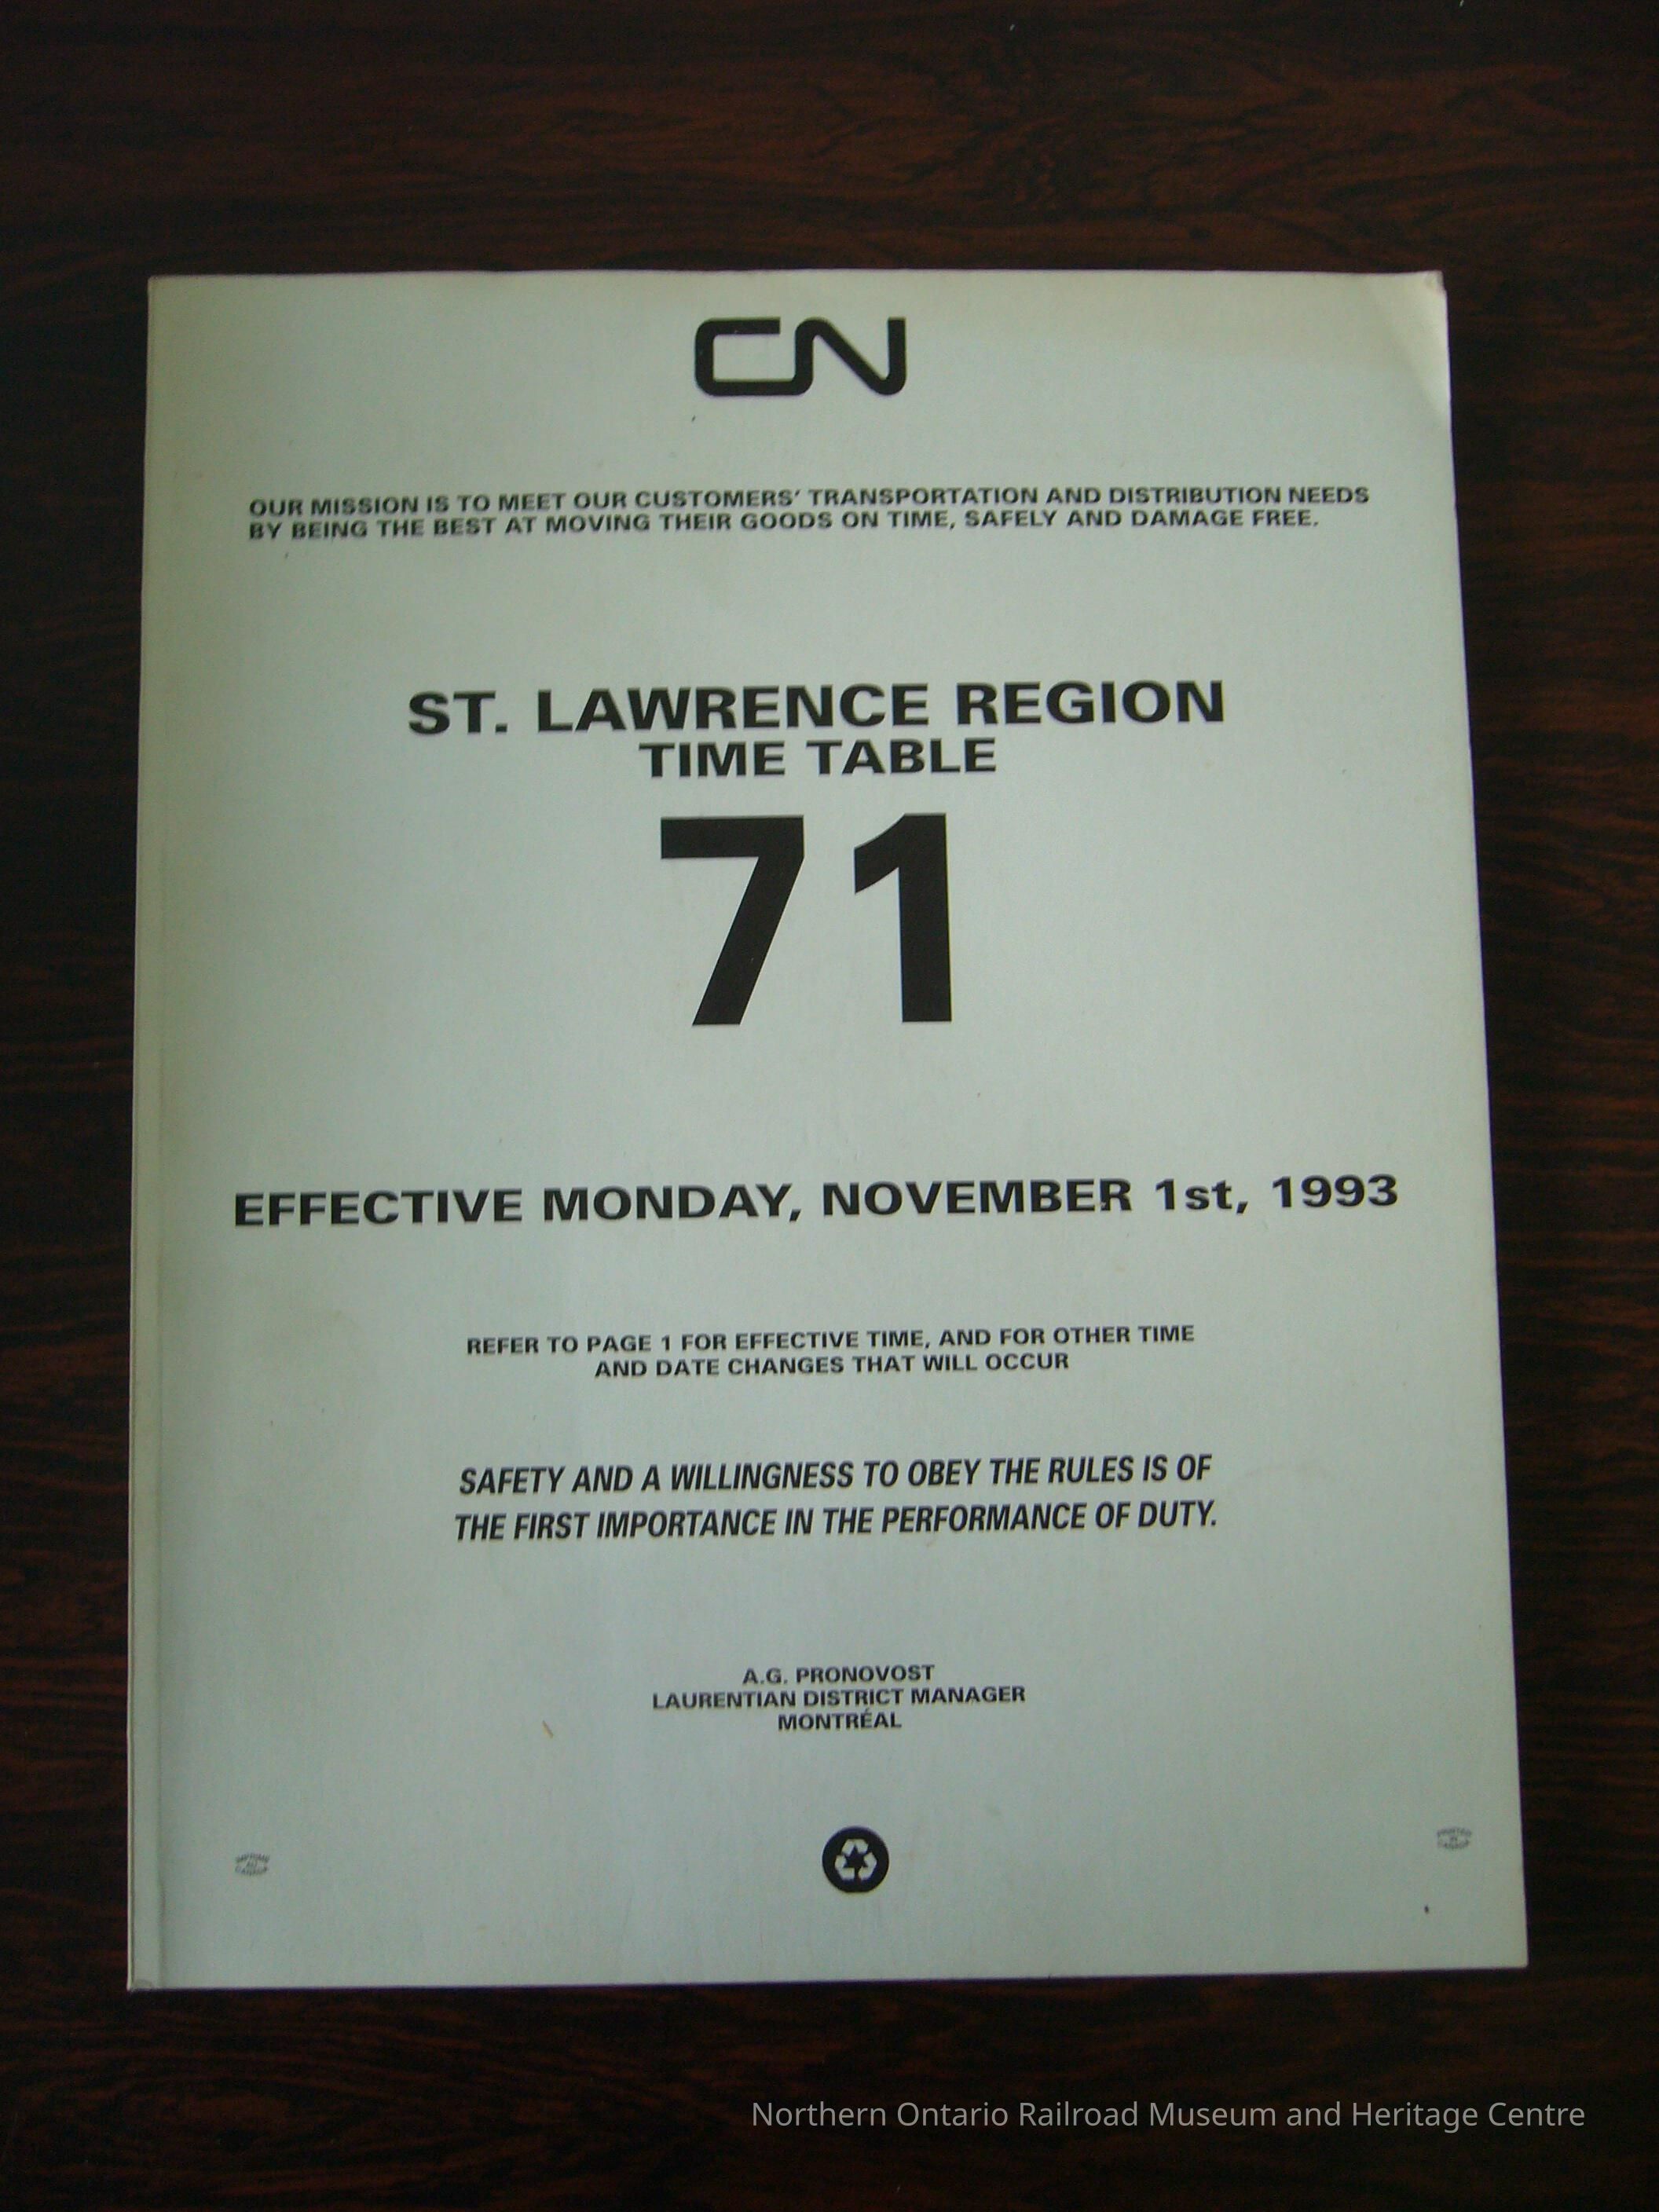 CN
OUR MISSION IS TO MEET OUR CUSTOMERS' TRANSPORTATION AND DISTRIBUTION NEEDS
BY BEING THE BEST AT MOVING THEIR GOODS ON TIME, SAFELY AND DAMAGE FREE.
ST. LAWRENCE REGION
TIME TABLE
71
EFFECTIVE MONDAY, NOVEMBER 1st, 1993
REFER TO PAGE 1 FOR EFFECTIVE TIME, AND FOR OTHER TIME
AND DATE CHANGES THAT WILL OCCUR
SAFETY AND A WILLINGNESS TO OBEY THE RULES IS OF
THE FIRST IMPORTANCE IN THE PERFORMANCE OF DUTY.
A.G. PRONOVOST
LAURENTIAN DISTRICT MANAGER
MONTRÉAL
Northern Ontario Railroad Museum and Heritage Centre